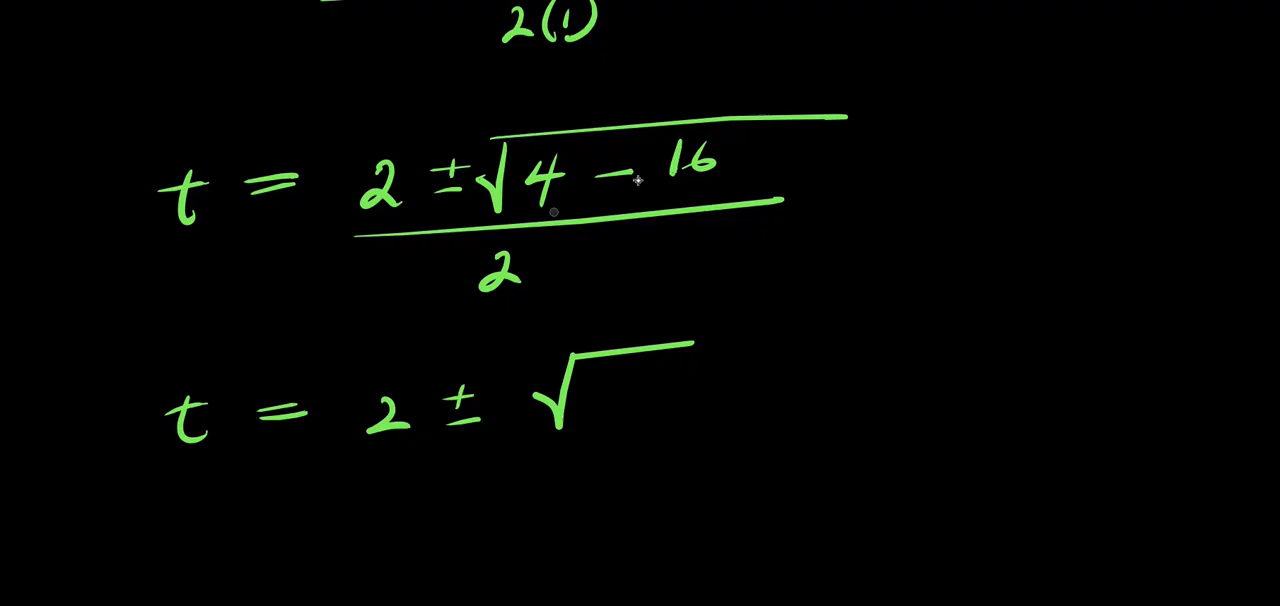 2(1)
t = 2 ± √4 - 16
2
t = 2 ± √